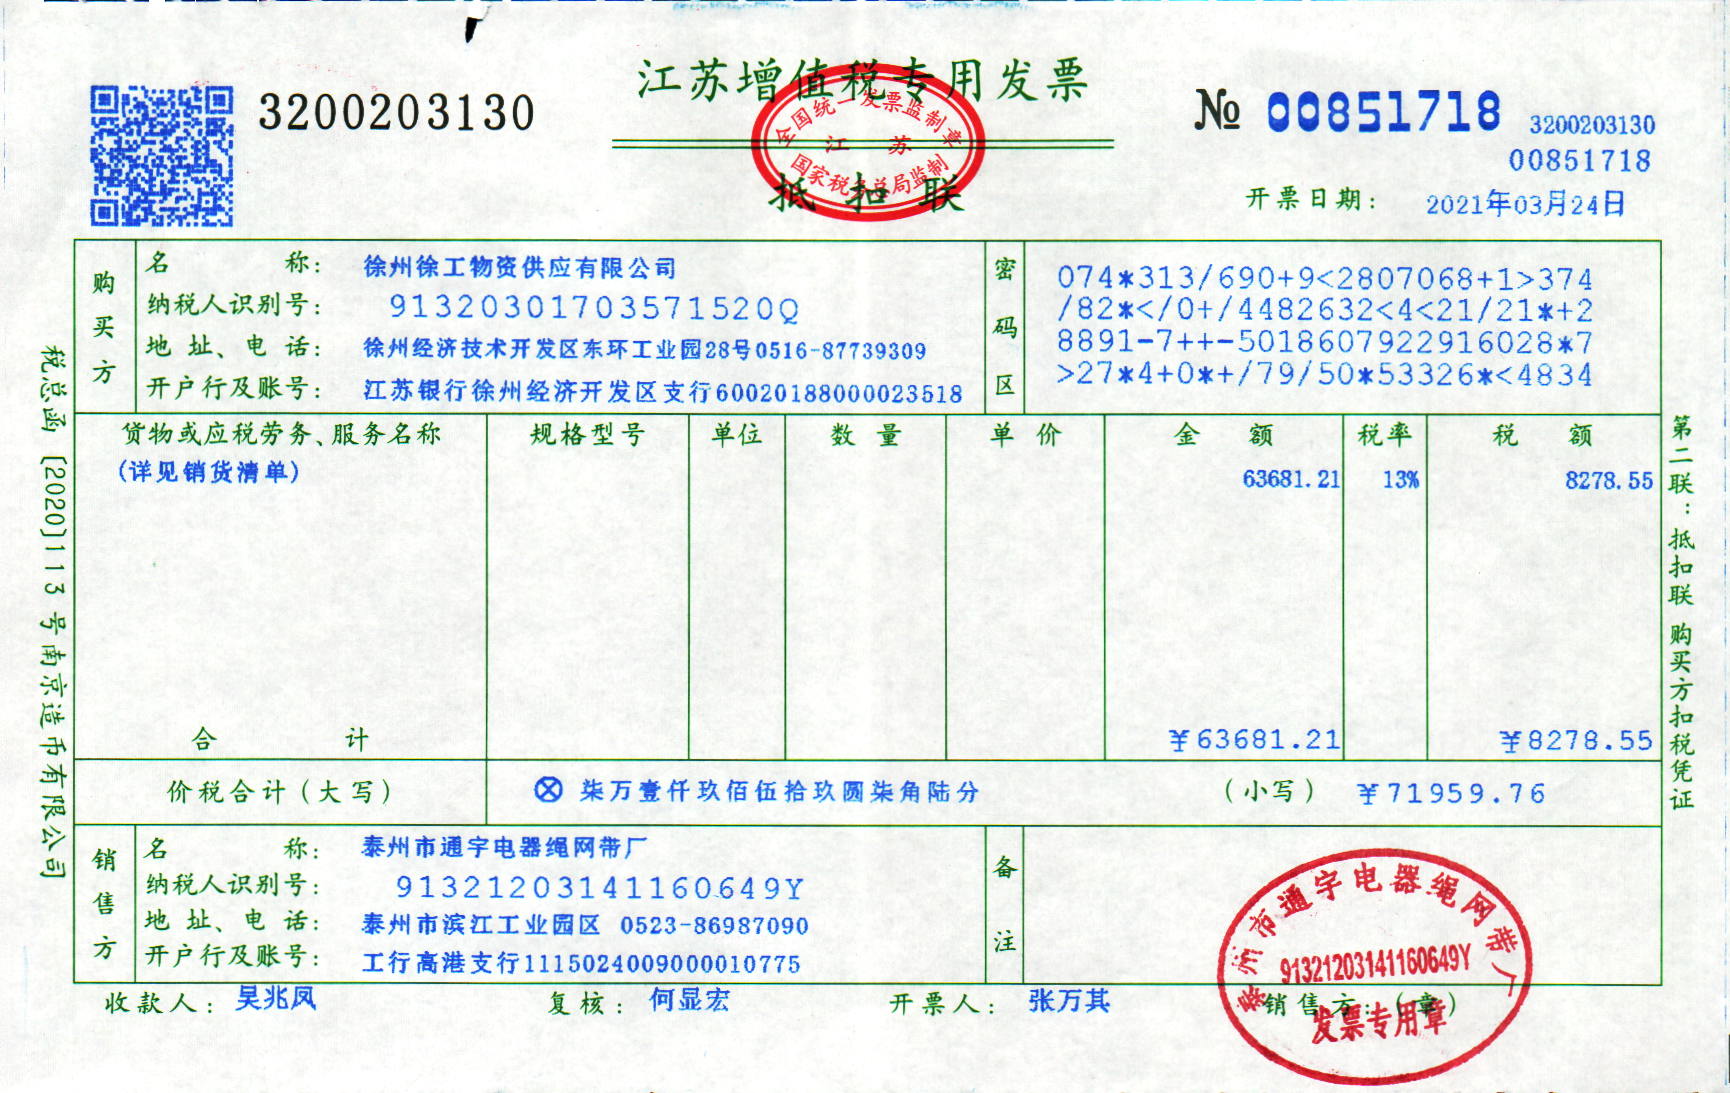 江苏增值税专用发票
3200203130
№ 00851718
3200203130
00851718
全国统一发票监制章
江 苏
国家税务总局监制
抵扣联
开票日期： 2021年03月24日
购买方
名 称： 徐州徐工物资供应有限公司
纳税人识别号： 91320301703571520Q
地 址、电 话： 徐州经济技术开发区东环工业园28号0516-87739309
开户行及账号： 江苏银行徐州经济开发区支行60020188000023518
密码区
074*313/690+9<2807068+1>374
/82*</0+/4482632<4<21/21*+2
8891-7++-5018607922916028*7
>27*4+0*+/79/50*53326*<4834
货物或应税劳务、服务名称 规格型号 单位 数 量 单 价 金 额 税率 税 额
(详见销货清单) 63681.21 13% 8278.55
合 计 ¥63681.21 ¥8278.55
价税合计（大写） ⊗ 柒万壹仟玖佰伍拾玖圆柒角陆分 （小写） ¥71959.76
销售方
名 称： 泰州市通宇电器绳网带厂
纳税人识别号： 91321203141160649Y
地 址、电 话： 泰州市滨江工业园区 0523-86987090
开户行及账号： 工行高港支行1115024009000010775
备注
收款人： 吴兆凤 复核： 何显宏 开票人： 张万其 销售方：（章）
泰州市通宇电器绳网带厂
91321203141160649Y
发票专用章
税总函〔2020〕113号南京造币有限公司
第二联：抵扣联 购买方扣税凭证